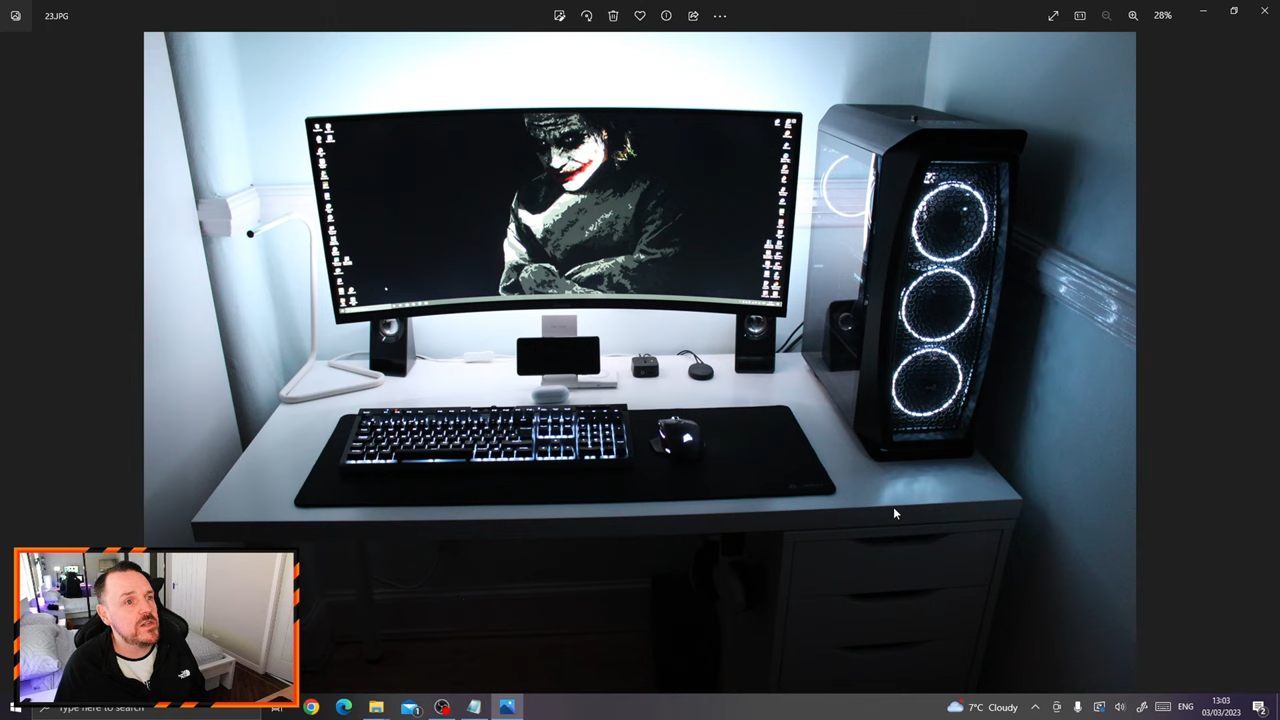 23.JPG
28%
Type here to search
7°C Cloudy
ENG
13:03
03/03/2023